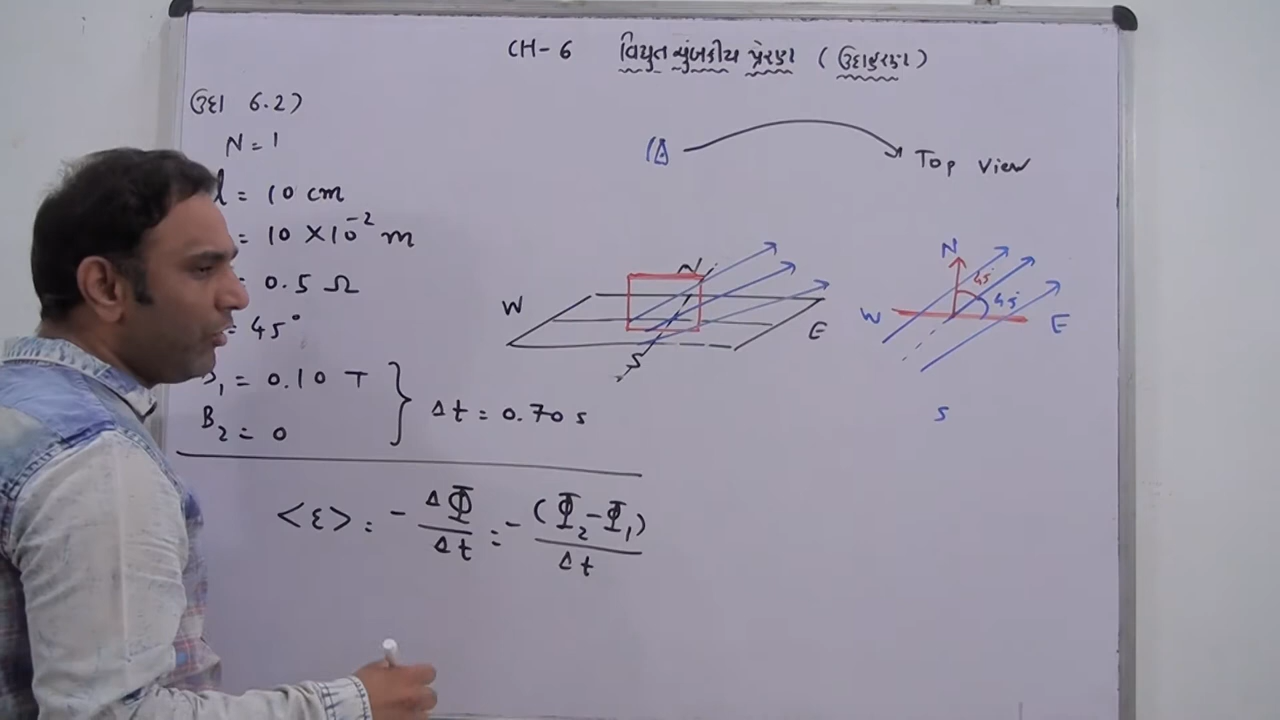 CH-6 વિદ્યુત ચુંબકીય પ્રેરણ (ઉદાહરણ)
ઉદા 6.2)
N = 1
l = 10 cm
= 10 × 10⁻² m
= 0.5 Ω
= 45°
B₁ = 0.10 T
B₂ = 0
Δt = 0.70 s
<ε> = - ΔΦ/Δt = - (Φ₂-Φ₁)/Δt
Top view
W N E S
N 45° 45° W E S